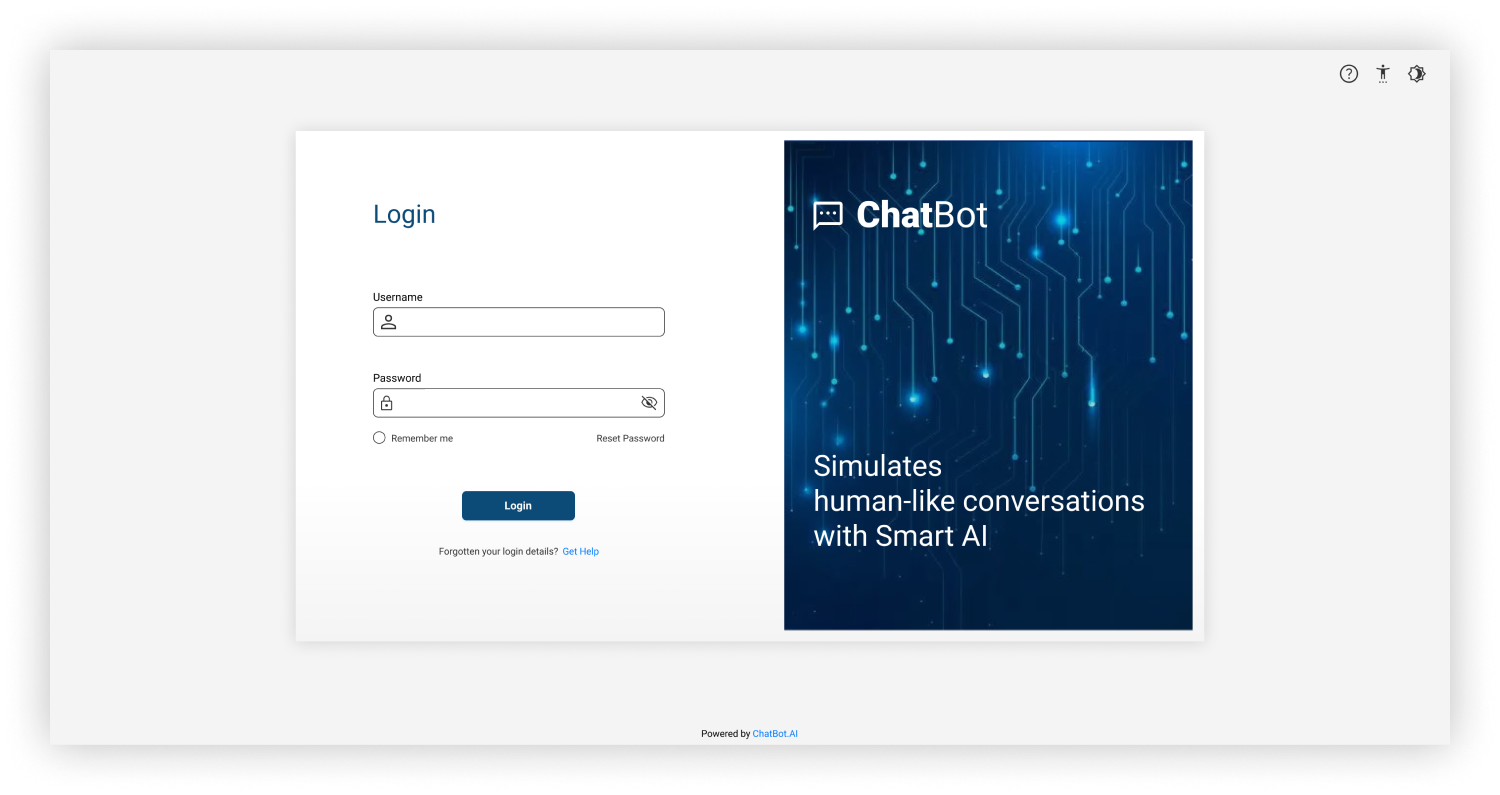 Login
Username
Password
Remember me
Reset Password
Login
Forgotten your login details? Get Help
ChatBot
Simulates
human-like conversations
with Smart AI
Powered by ChatBot.AI